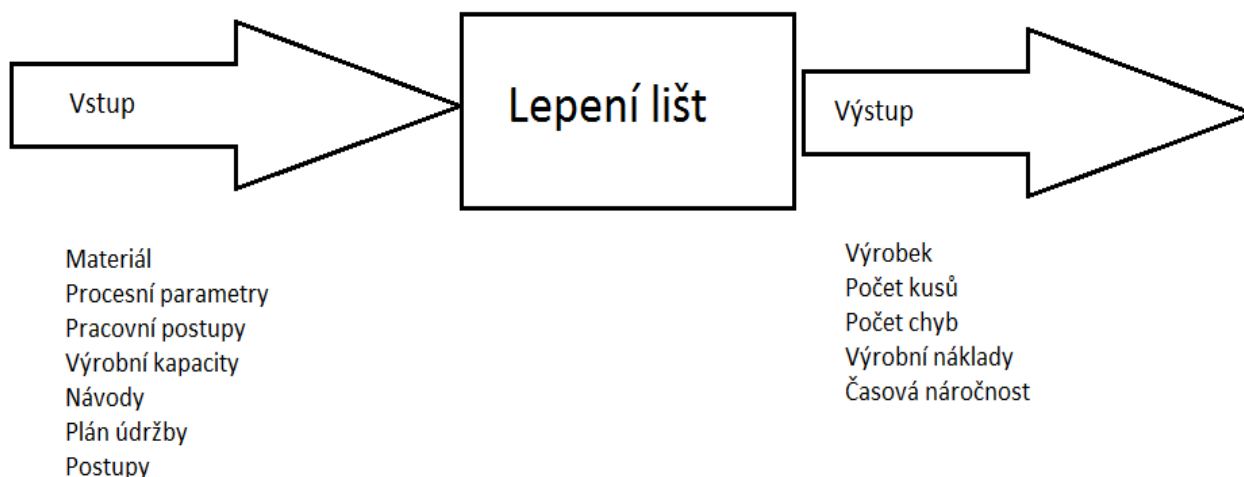 Vstup
Lepení lišt
Výstup
Materiál
Procesní parametry
Pracovní postupy
Výrobní kapacity
Návody
Plán údržby
Postupy
Výrobek
Počet kusů
Počet chyb
Výrobní náklady
Časová náročnost